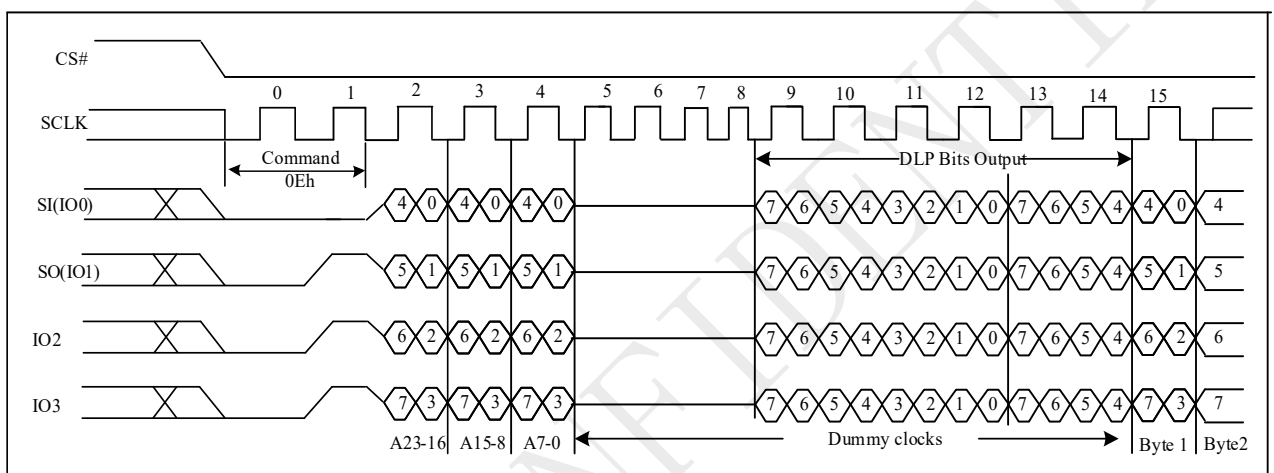 CS#
0 1 2 3 4 5 6 7 8 9 10 11 12 13 14 15
SCLK
Command
0Eh
DLP Bits Output
SI(IO0) 4 0 4 0 4 0 7 6 5 4 3 2 1 0 7 6 5 4 4 0 4
SO(IO1) 5 1 5 1 5 1 7 6 5 4 3 2 1 0 7 6 5 4 5 1 5
IO2 6 2 6 2 6 2 7 6 5 4 3 2 1 0 7 6 5 4 6 2 6
IO3 7 3 7 3 7 3 7 6 5 4 3 2 1 0 7 6 5 4 7 3 7
A23-16 A15-8 A7-0 Dummy clocks Byte 1 Byte2